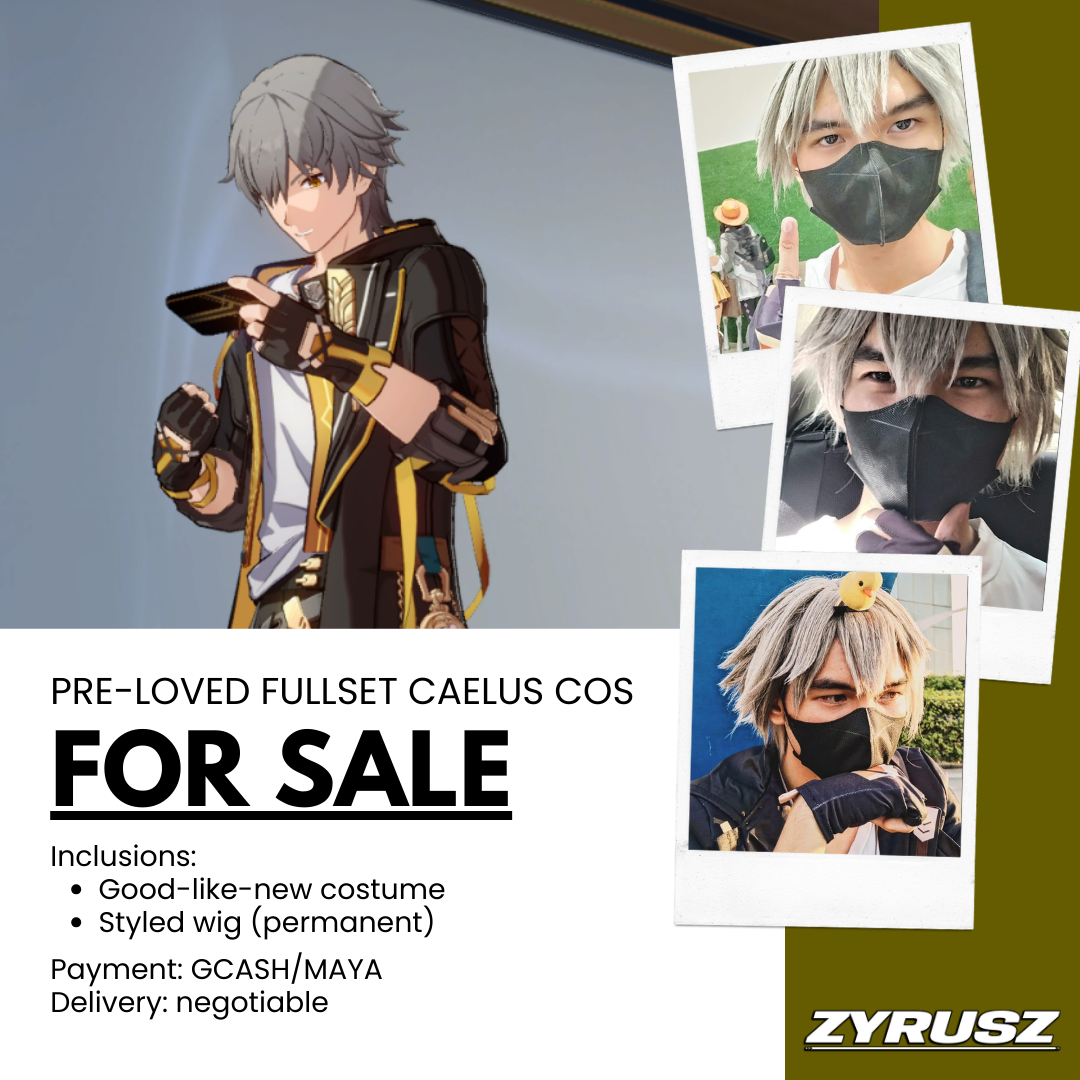 PRE-LOVED FULLSET CAELUS COS
FOR SALE
Inclusions:
• Good-like-new costume
• Styled wig (permanent)
Payment: GCASH/MAYA
Delivery: negotiable
ZYRUSZ